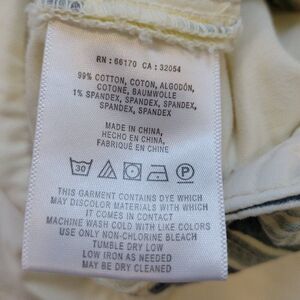 RN : 66170 CA : 32054
99% COTTON, COTON, ALGODÓN,
COTONE, BAUMWOLLE
1% SPANDEX, SPANDEX, SPANDEX,
SPANDEX, SPANDEX
MADE IN CHINA,
HECHO EN CHINA,
FABRIQUÉ EN CHINE
30 P
THIS GARMENT CONTAINS DYE WHICH
MAY DISCOLOR MATERIALS WITH WHICH
IT COMES IN CONTACT
MACHINE WASH COLD WITH LIKE COLORS
USE ONLY NON-CHLORINE BLEACH
TUMBLE DRY LOW
LOW IRON AS NEEDED
MAY BE DRY CLEANED